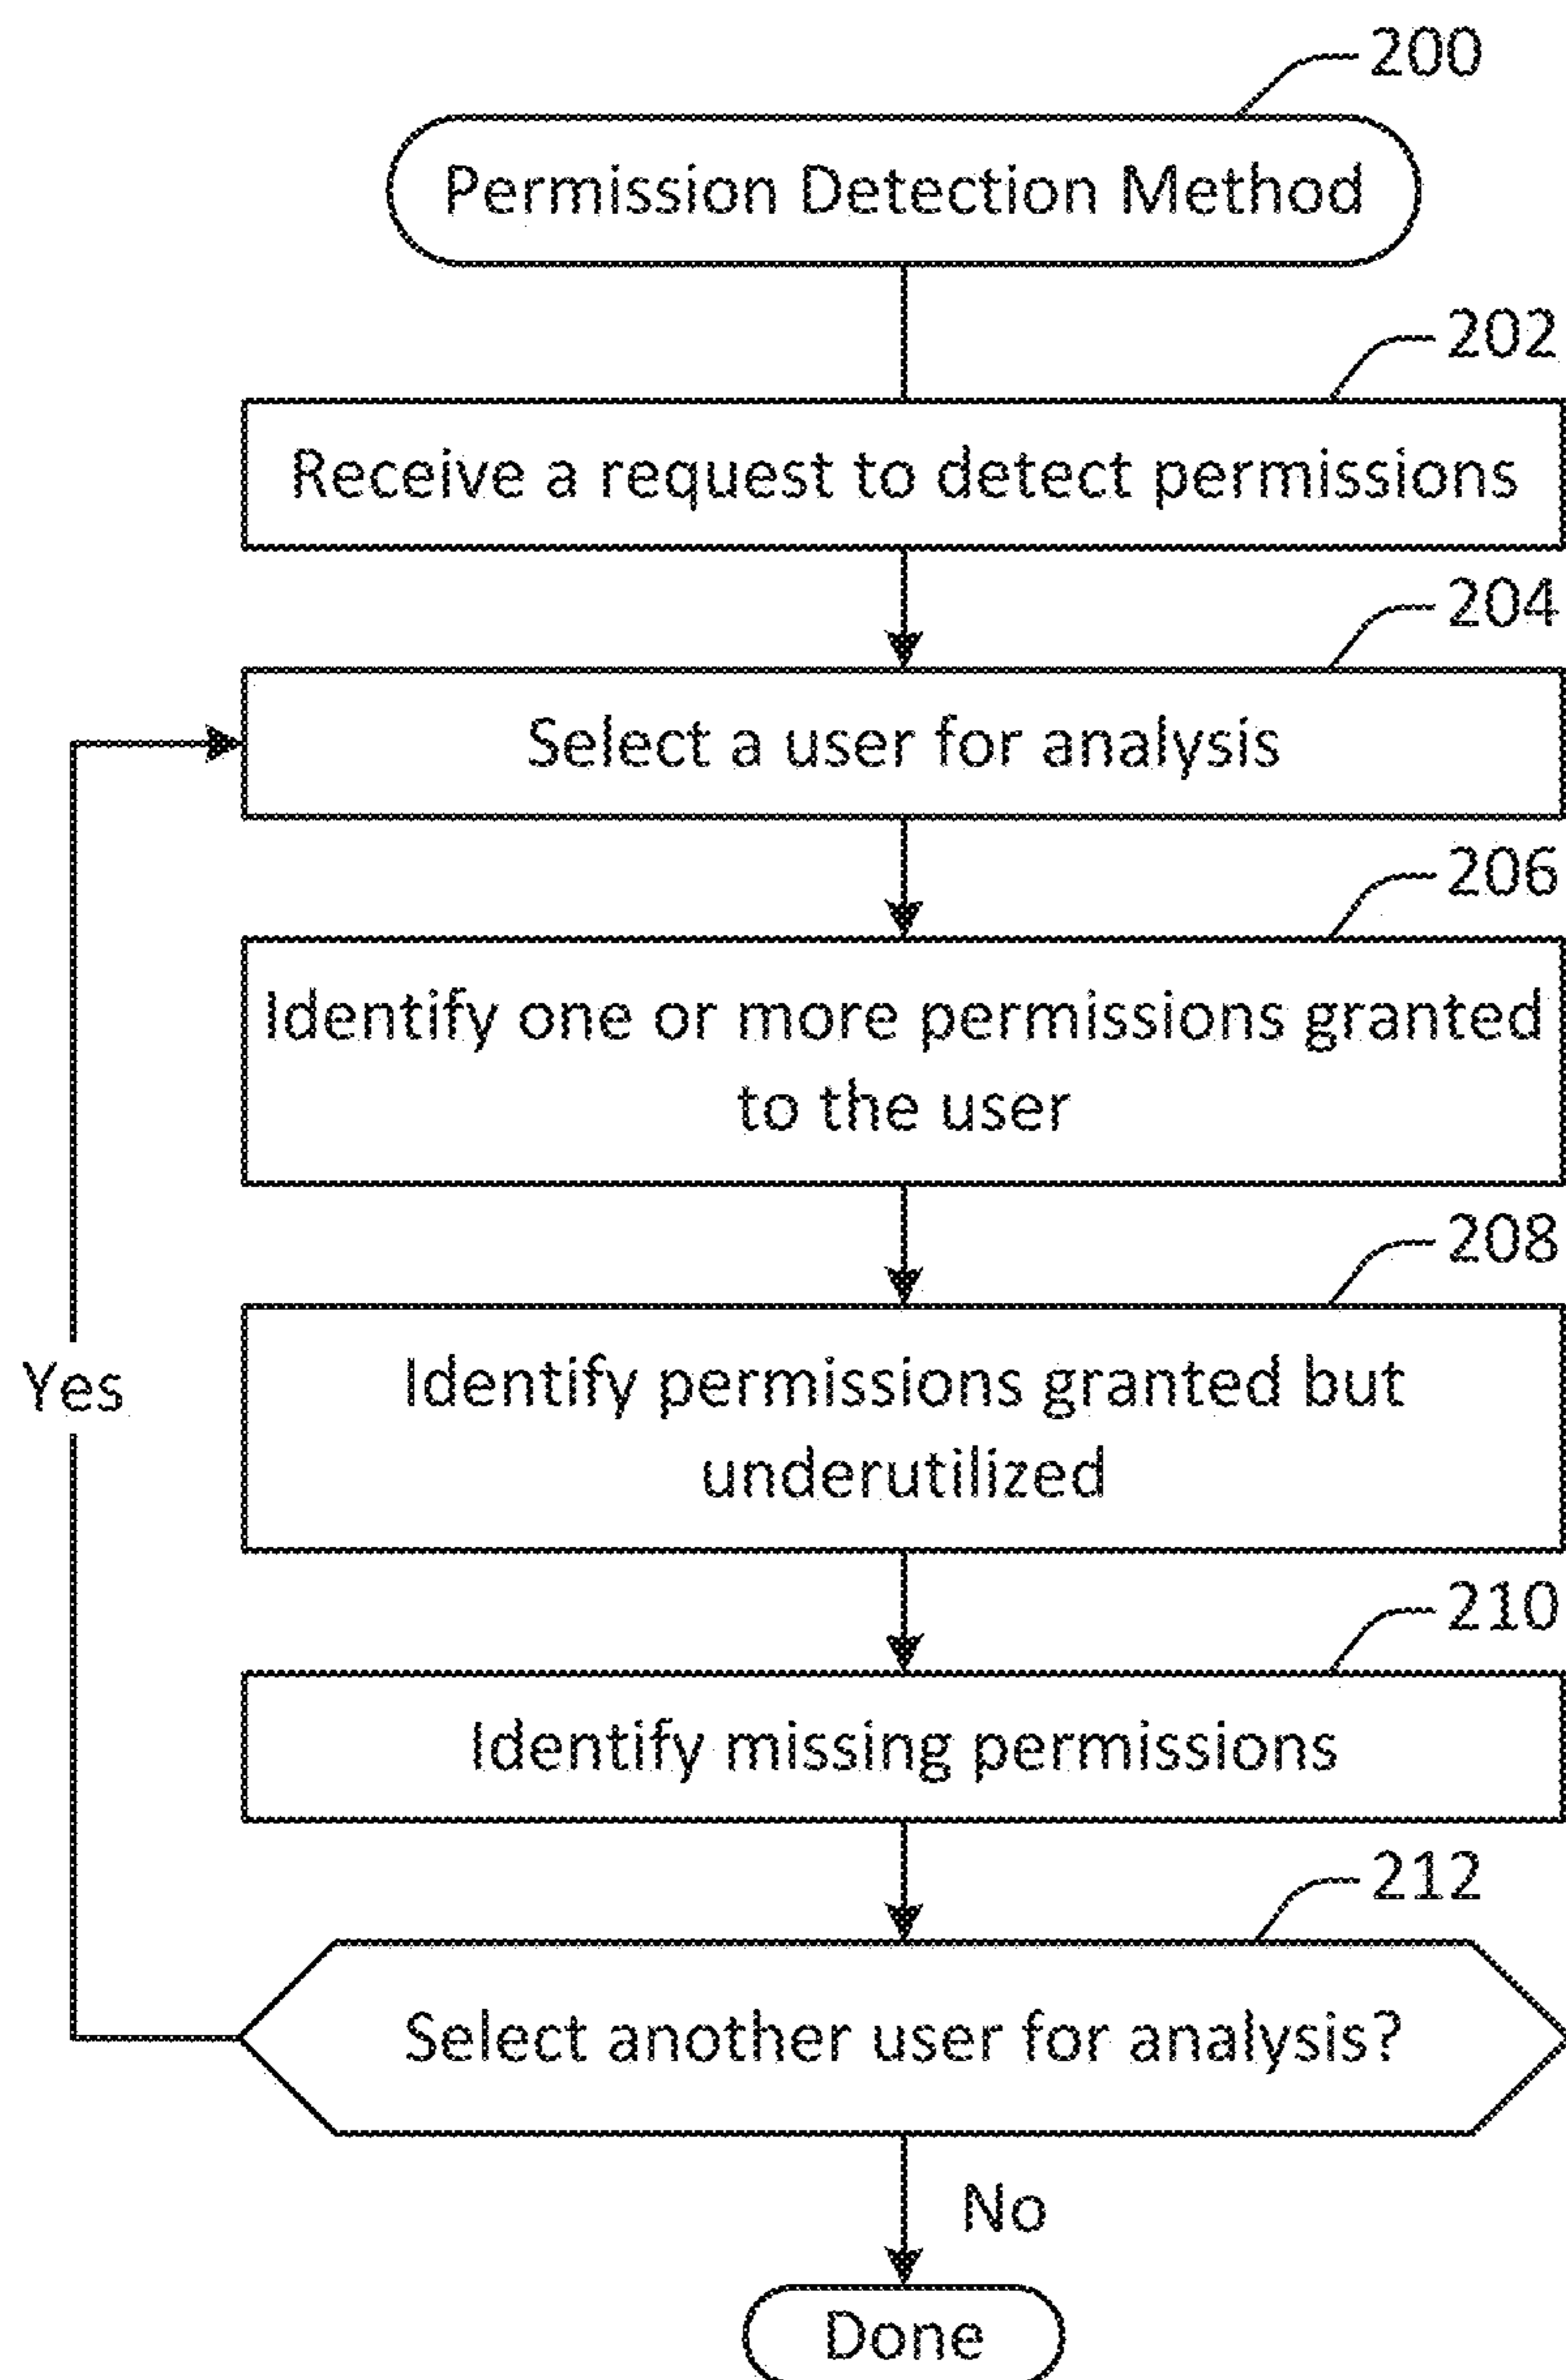 200
Permission Detection Method
202
Receive a request to detect permissions
204
Select a user for analysis
206
Identify one or more permissions granted
to the user
208
Identify permissions granted but
underutilized
Yes
210
Identify missing permissions
212
Select another user for analysis?
No
Done